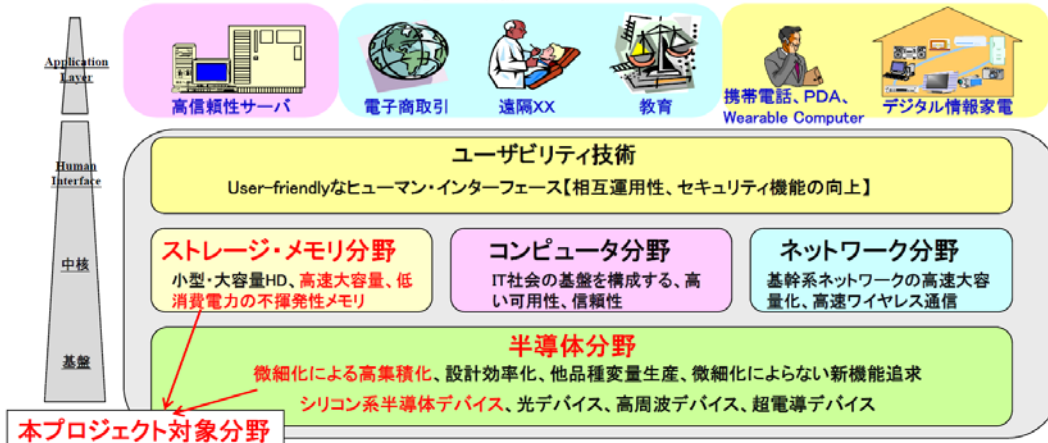 Application
Layer
高信頼性サーバ
電子商取引
遠隔XX
教育
携帯電話、PDA、
Wearable Computer
デジタル情報家電
Human
Interface
ユーザビリティ技術
User-friendlyなヒューマン・インターフェース【相互運用性、セキュリティ機能の向上】
中核
ストレージ・メモリ分野
小型・大容量HD、高速大容量、低
消費電力の不揮発性メモリ
コンピュータ分野
IT社会の基盤を構成する、高
い可用性、信頼性
ネットワーク分野
基幹系ネットワークの高速大容
量化、高速ワイヤレス通信
基盤
半導体分野
微細化による高集積化、設計効率化、他品種変量生産、微細化によらない新機能追求
シリコン系半導体デバイス、光デバイス、高周波デバイス、超電導デバイス
本プロジェクト対象分野